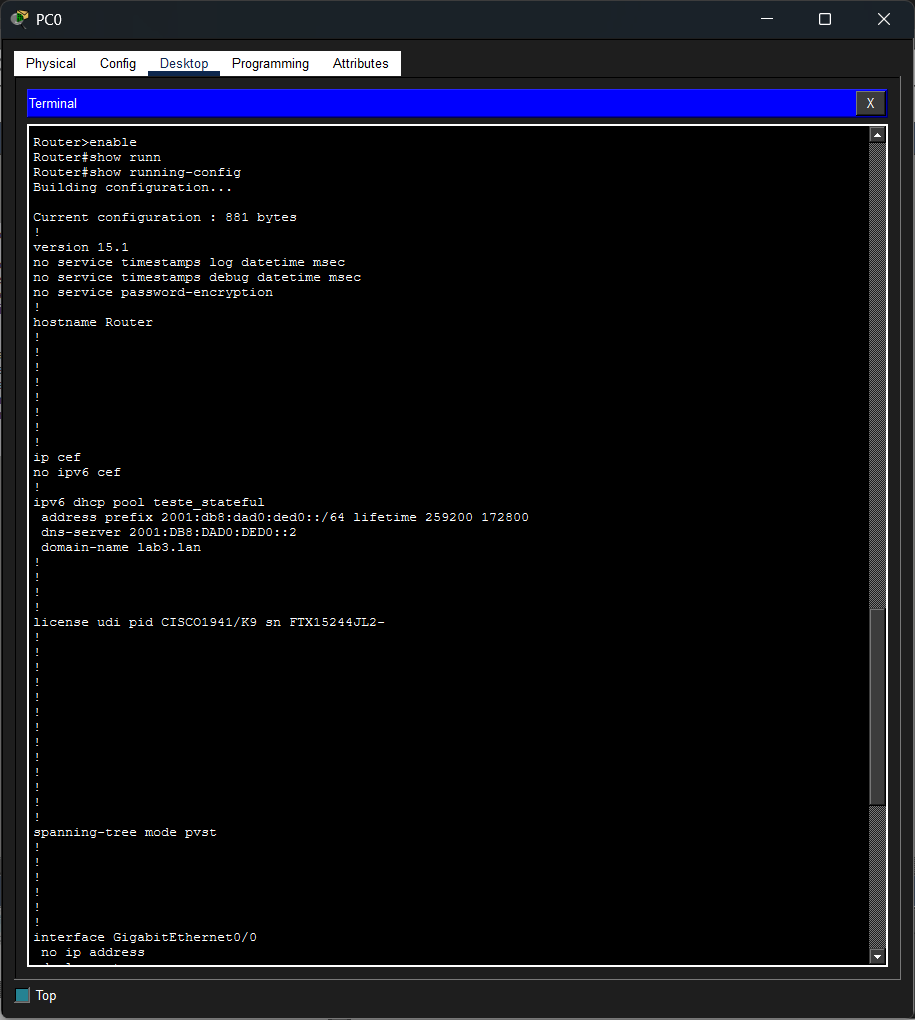 PC0
Physical Config Desktop Programming Attributes
Terminal X
Router>enable
Router#show runn
Router#show running-config
Building configuration...
Current configuration : 881 bytes
!
version 15.1
no service timestamps log datetime msec
no service timestamps debug datetime msec
no service password-encryption
!
hostname Router
!
!
!
!
!
!
!
!
ip cef
no ipv6 cef
!
ipv6 dhcp pool teste_stateful
address prefix 2001:db8:dad0:ded0::/64 lifetime 259200 172800
dns-server 2001:DB8:DAD0:DED0::2
domain-name lab3.lan
!
!
!
!
license udi pid CISCO1941/K9 sn FTX15244JL2-
!
!
!
!
!
!
!
!
!
!
!
!
!
spanning-tree mode pvst
!
!
!
!
!
!
interface GigabitEthernet0/0
no ip address
Top